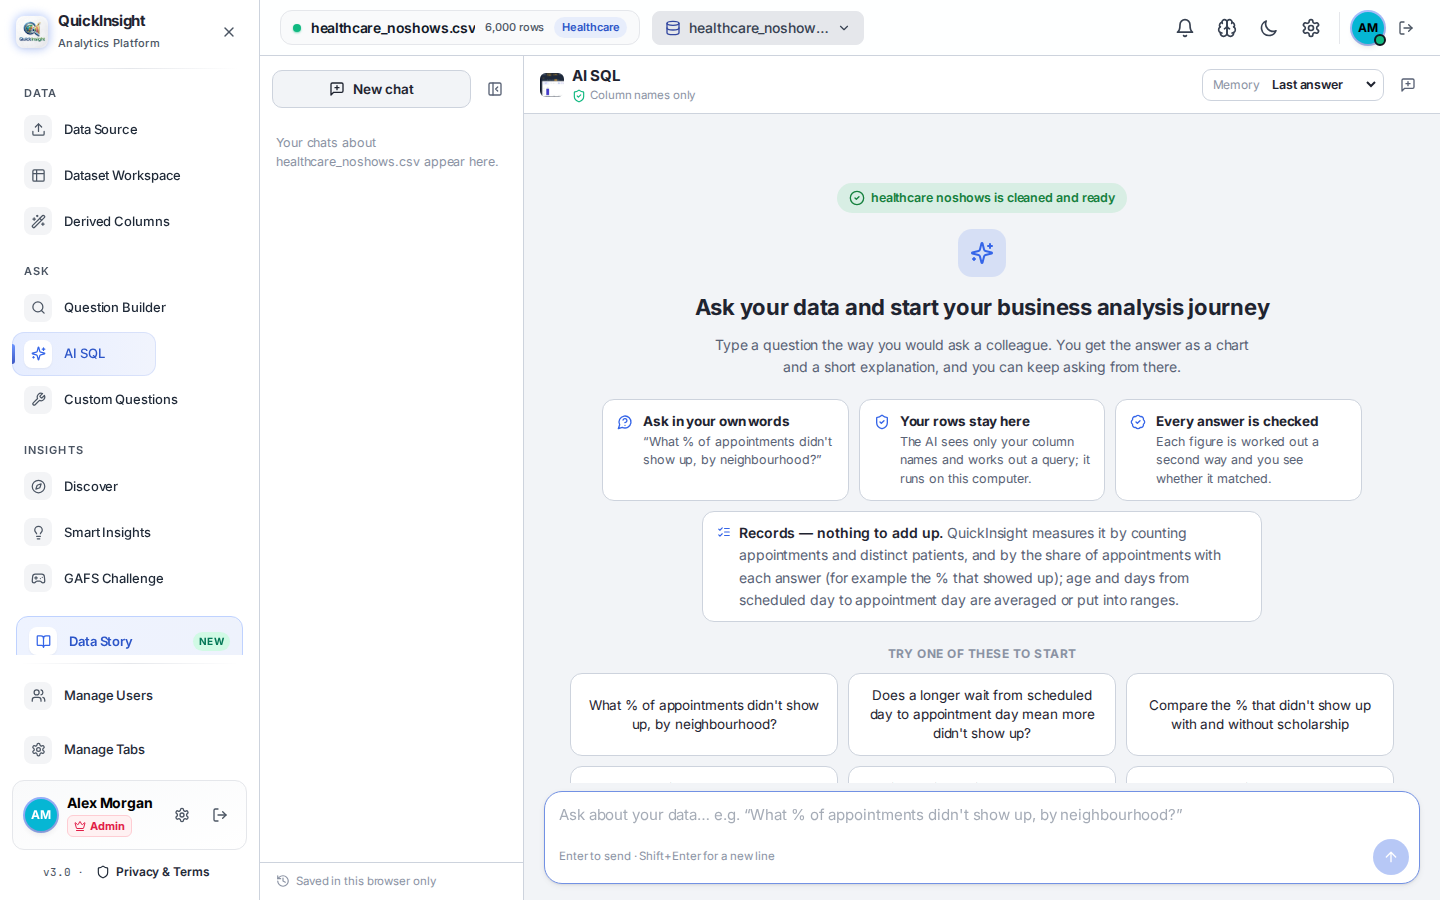 QuickInsight
Analytics Platform
DATA
Data Source
Dataset Workspace
Derived Columns
ASK
Question Builder
AI SQL
Custom Questions
INSIGHTS
Discover
Smart Insights
GAFS Challenge
Data Story
NEW
Manage Users
Manage Tabs
AM
Alex Morgan
Admin
v3.0 ·
Privacy & Terms
healthcare_noshows.csv
6,000 rows
Healthcare
healthcare_noshow...
AM
New chat
Your chats about
healthcare_noshows.csv appear here.
Saved in this browser only
AI SQL
Column names only
Memory
Last answer
healthcare noshows is cleaned and ready
Ask your data and start your business analysis journey
Type a question the way you would ask a colleague. You get the answer as a chart
and a short explanation, and you can keep asking from there.
Ask in your own words
“What % of appointments didn't
show up, by neighbourhood?”
Your rows stay here
The AI sees only your column
names and works out a query; it
runs on this computer.
Every answer is checked
Each figure is worked out a
second way and you see
whether it matched.
Records — nothing to add up. QuickInsight measures it by counting
appointments and distinct patients, and by the share of appointments with
each answer (for example the % that showed up); age and days from
scheduled day to appointment day are averaged or put into ranges.
TRY ONE OF THESE TO START
What % of appointments didn't show
up, by neighbourhood?
Does a longer wait from scheduled
day to appointment day mean more
didn't show up?
Compare the % that didn't show up
with and without scholarship
Ask about your data... e.g. “What % of appointments didn't show up, by neighbourhood?”
Enter to send · Shift+Enter for a new line